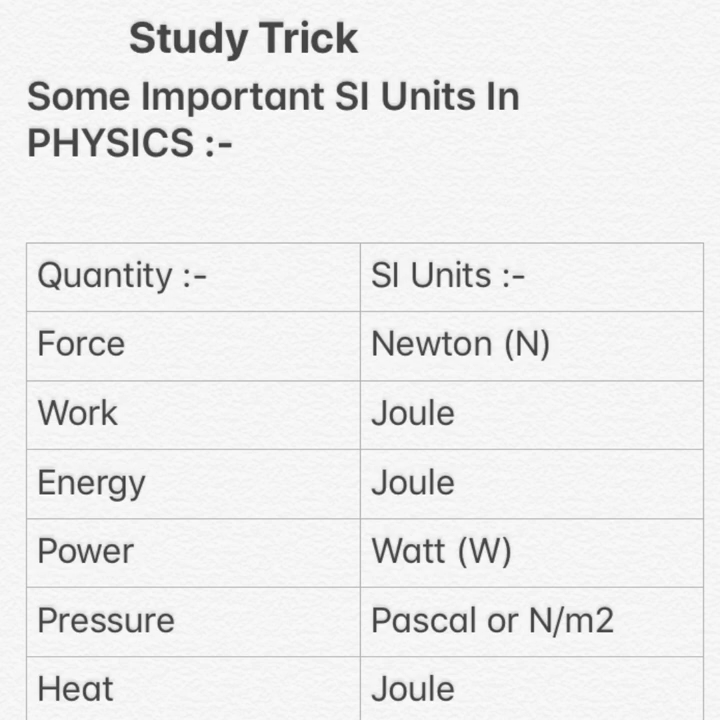 Study Trick
Some Important SI Units In
PHYSICS :-
Quantity :- SI Units :-
Force Newton (N)
Work Joule
Energy Joule
Power Watt (W)
Pressure Pascal or N/m2
Heat Joule